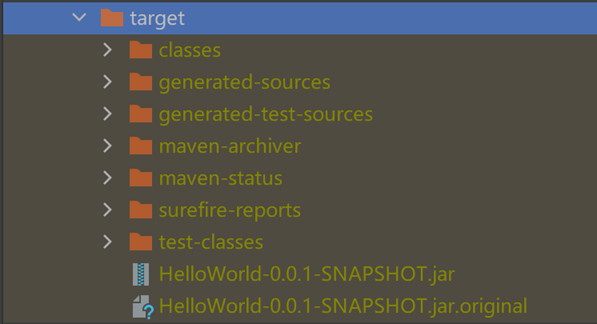 target
classes
generated-sources
generated-test-sources
maven-archiver
maven-status
surefire-reports
test-classes
HelloWorld-0.0.1-SNAPSHOT.jar
HelloWorld-0.0.1-SNAPSHOT.jar.original